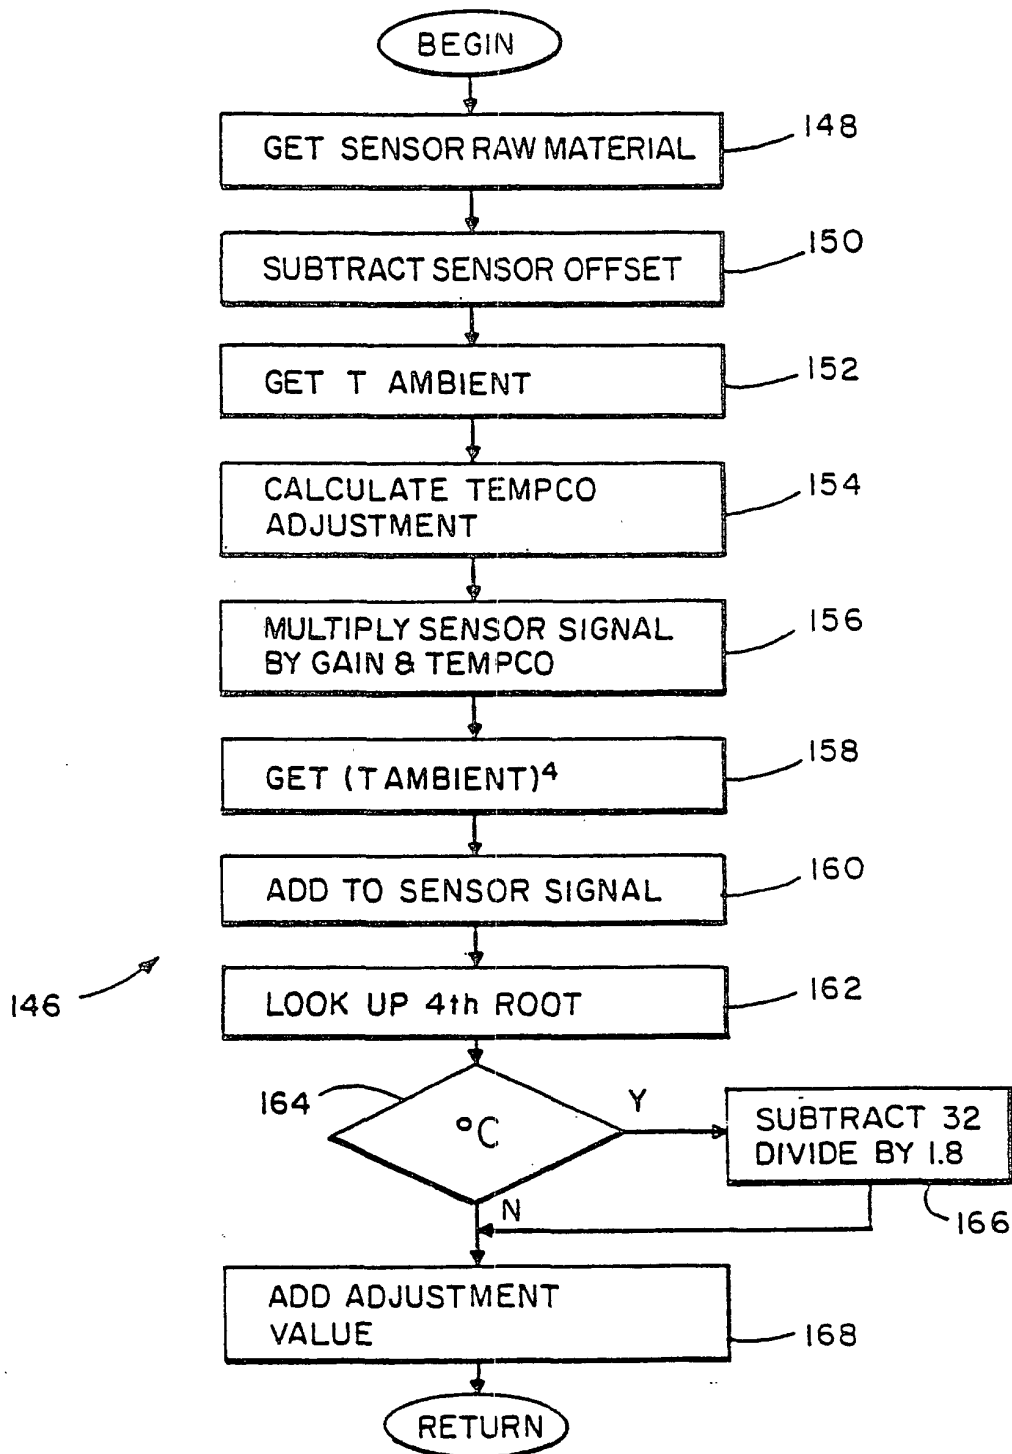 BEGIN
GET SENSOR RAW MATERIAL
148
SUBTRACT SENSOR OFFSET
150
GET T AMBIENT
152
CALCULATE TEMPCO
ADJUSTMENT
154
MULTIPLY SENSOR SIGNAL
BY GAIN & TEMPCO
156
GET (T AMBIENT)⁴
158
ADD TO SENSOR SIGNAL
160
146
LOOK UP 4th ROOT
162
164
°C
Y
SUBTRACT 32
DIVIDE BY 1.8
166
N
ADD ADJUSTMENT
VALUE
168
RETURN